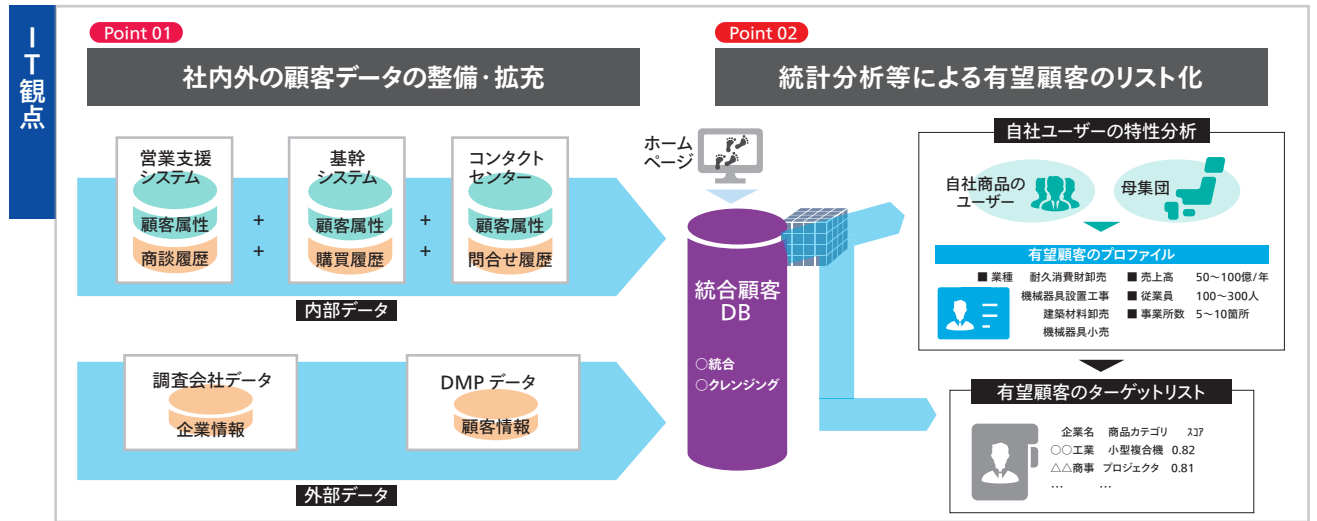 IT観点
Point 01
社内外の顧客データの整備・拡充
営業支援
システム
顧客属性
商談履歴
+
+
基幹
システム
顧客属性
購買履歴
+
+
コンタクト
センター
顧客属性
問合せ履歴
内部データ
調査会社データ
企業情報
DMPデータ
顧客情報
外部データ
Point 02
統計分析等による有望顧客のリスト化
ホーム
ページ
統合顧客
DB
○統合
○クレンジング
自社ユーザーの特性分析
自社商品の
ユーザー
母集団
有望顧客のプロファイル
■ 業種 耐久消費財卸売 ■ 売上高 50〜100億/年
機械器具設置工事 ■ 従業員 100〜300人
建築材料卸売 ■ 事業所数 5〜10箇所
機械器具小売
有望顧客のターゲットリスト
企業名 商品カテゴリ スコア
○○工業 小型複合機 0.82
△△商事 プロジェクタ 0.81
… …